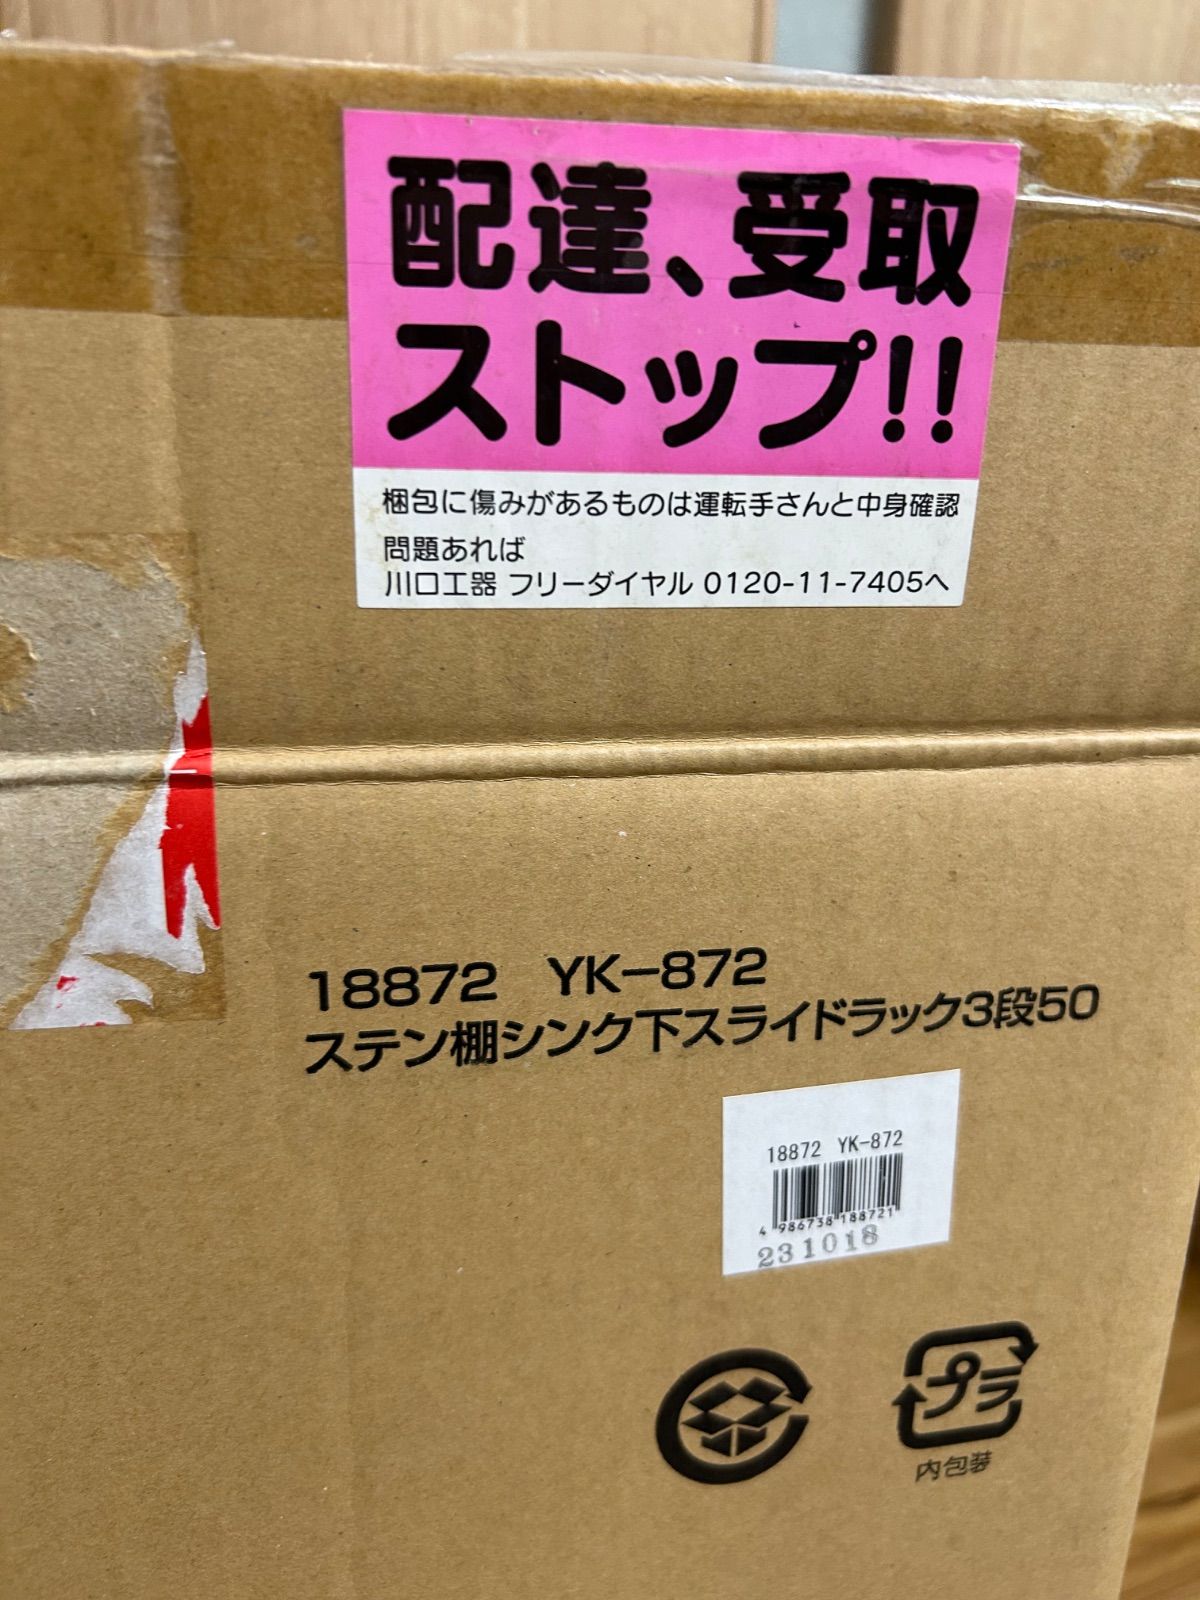 配達、受取
ストップ!!
梱包に傷みがあるものは運転手さんと中身確認
問題あれば
川口工器 フリーダイヤル 0120-11-7405へ
18872 YK-872
ステン棚シンク下スライドラック3段50
18872 YK-872
4 986738 188721
231018
プラ
内包装